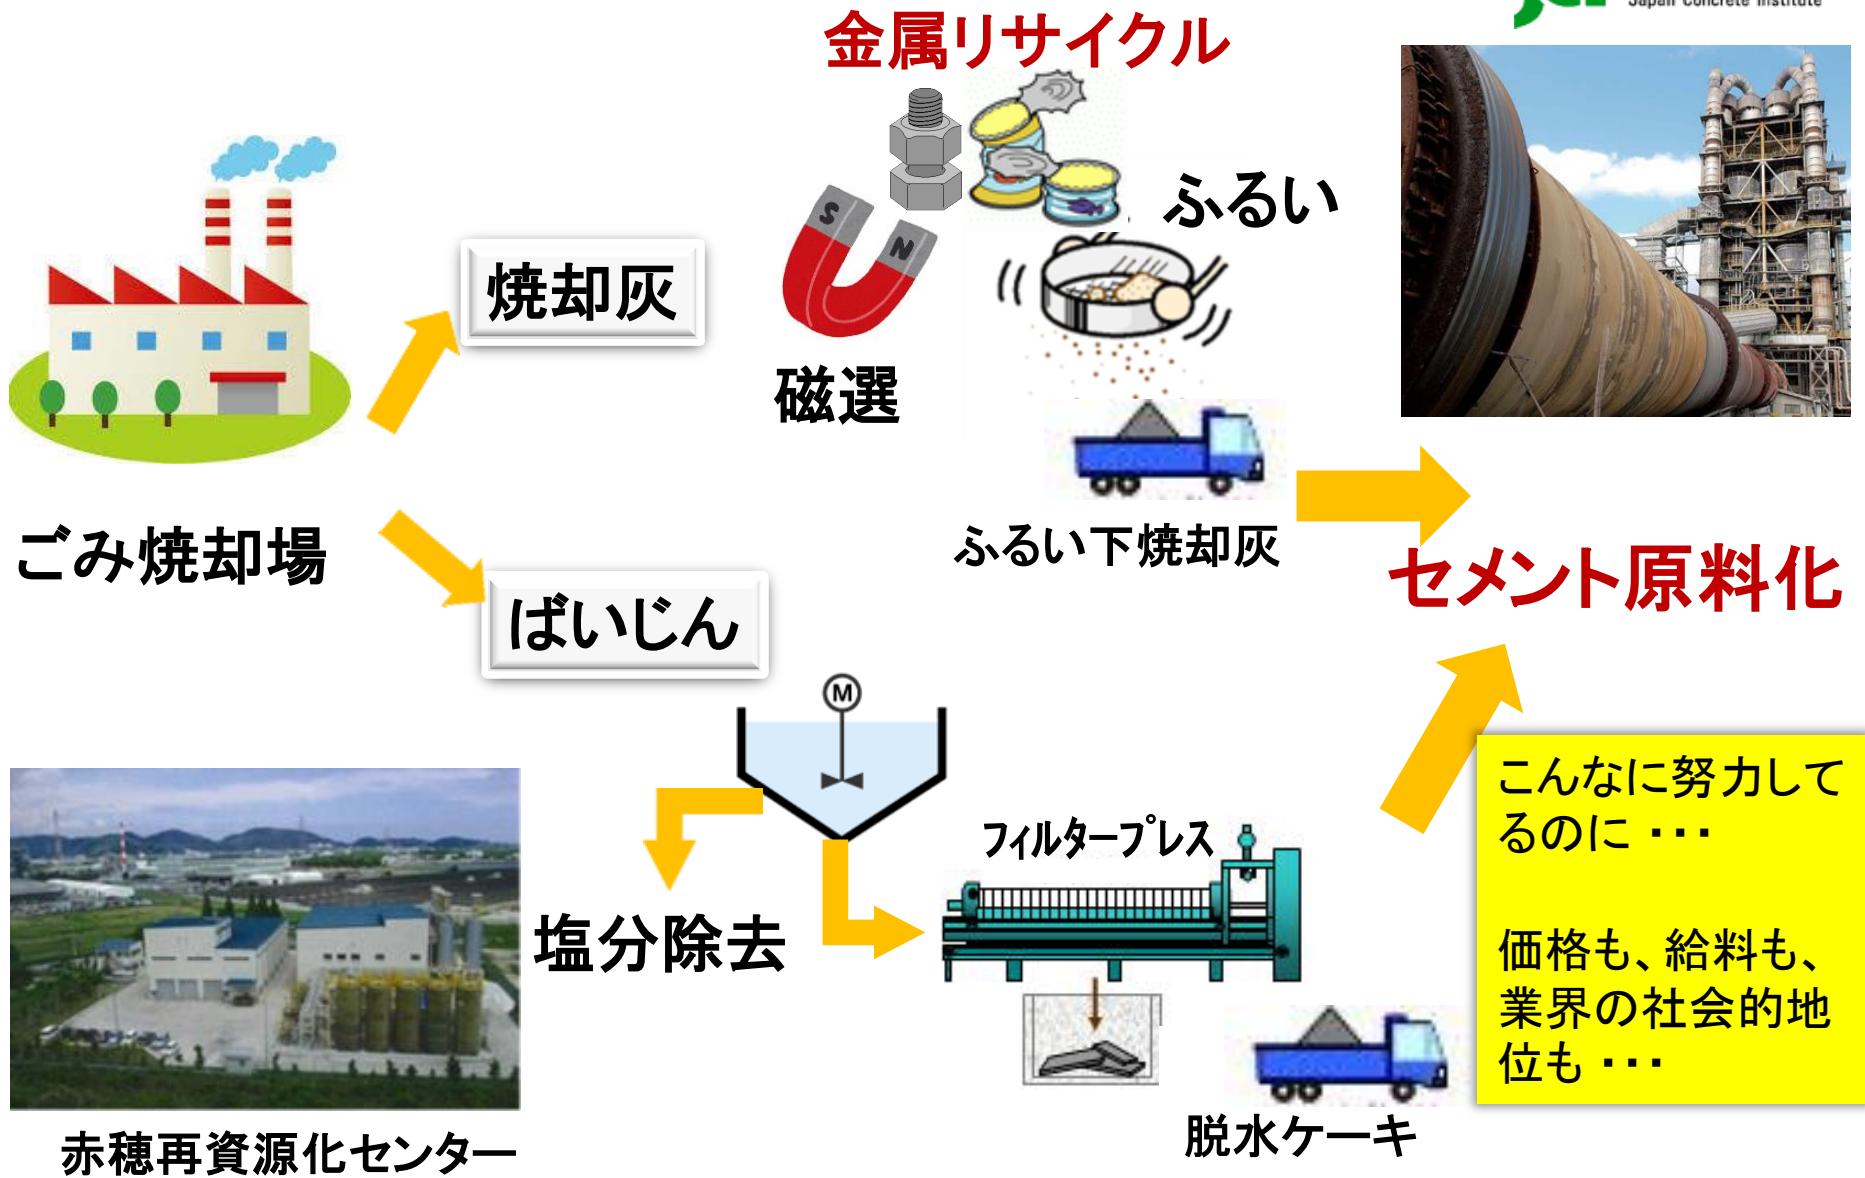 Japan Concrete Institute
金属リサイクル
S
N
ふるい
焼却灰
磁選
ごみ焼却場
ふるい下焼却灰
セメント原料化
ばいじん
M
こんなに努力して
るのに ・・・
価格も、給料も、
業界の社会的地
位も ・・・
フィルタープレス
塩分除去
脱水ケーキ
赤穂再資源化センター